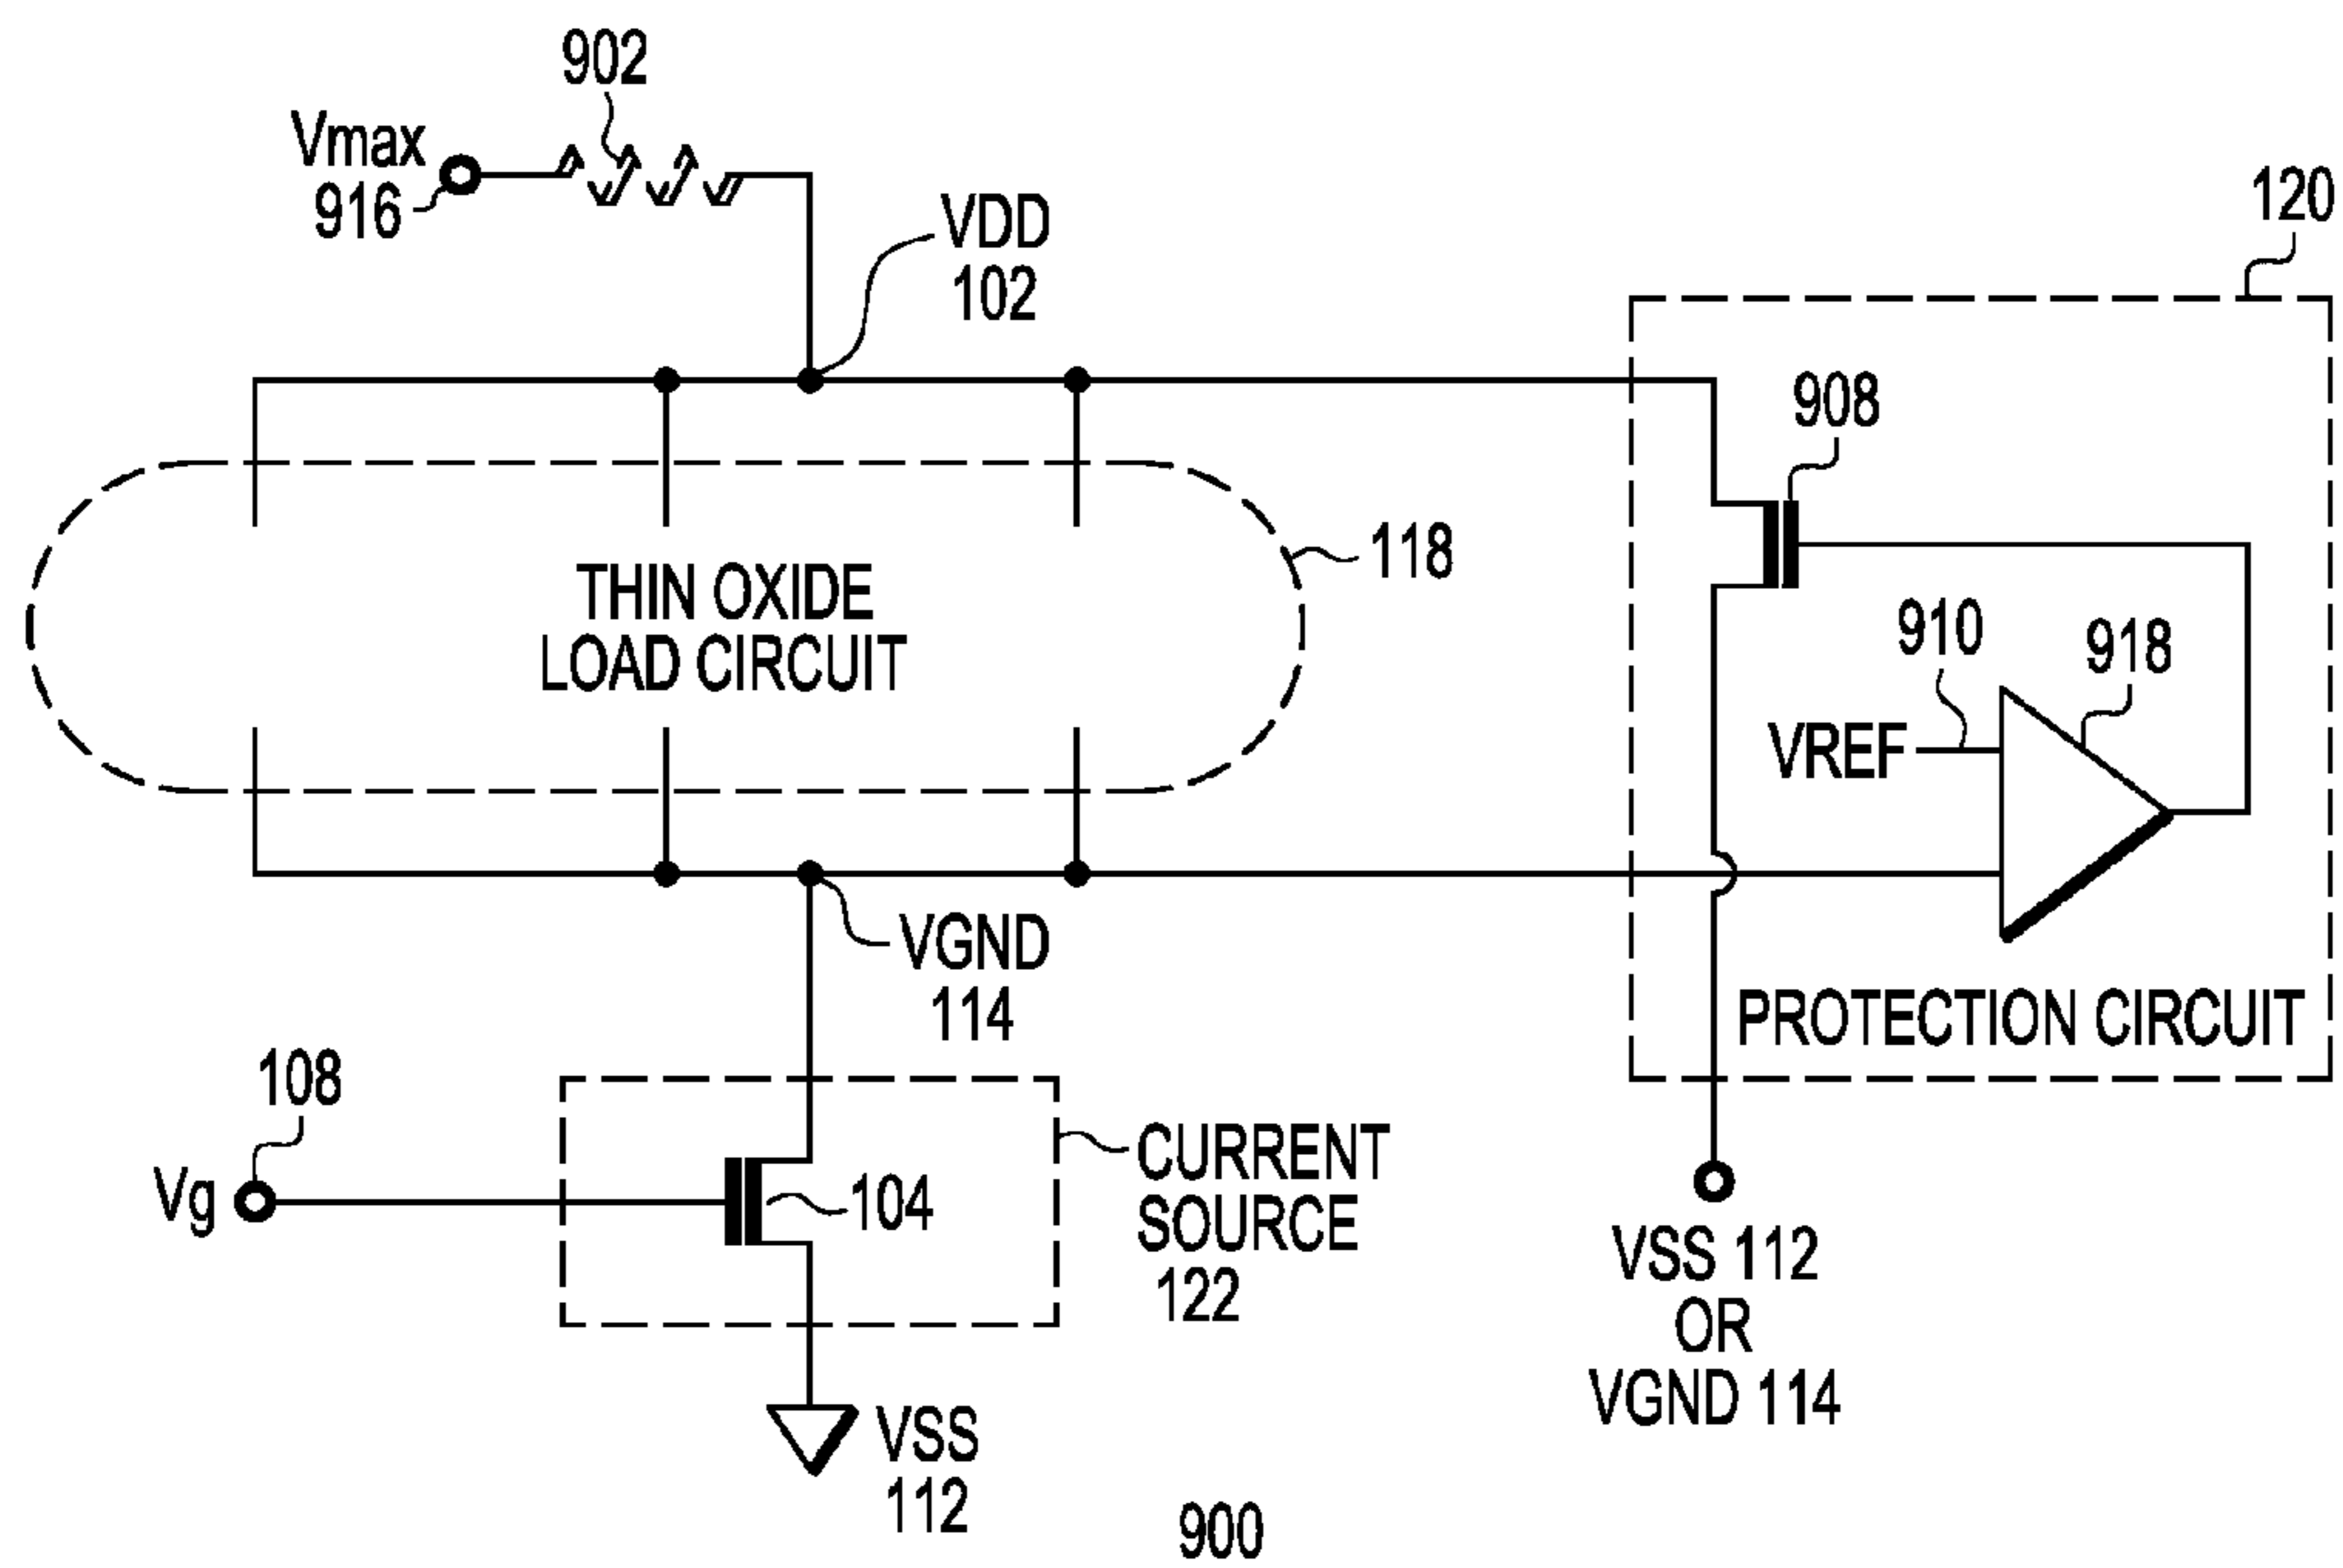 902
Vmax
916
VDD
102
120
908
118
THIN OXIDE
LOAD CIRCUIT
910
918
VREF
VGND
114
PROTECTION CIRCUIT
108
Vg
104
CURRENT
SOURCE
122
VSS 112
OR
VGND 114
VSS
112
900